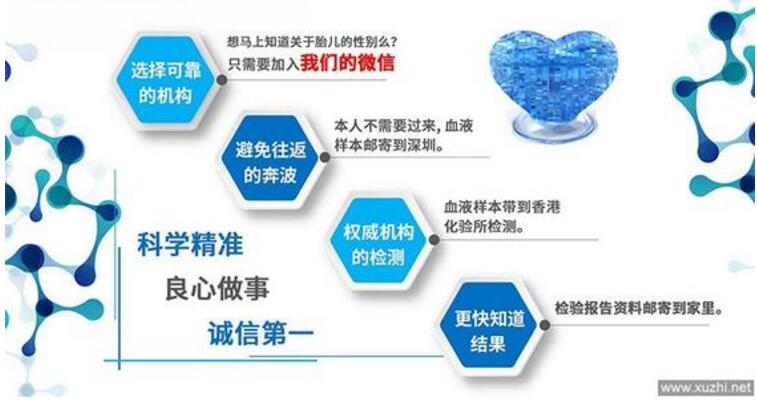 选择可靠
的机构
想马上知道关于胎儿的性别么?
只需要加入我们的微信
避免往返
的奔波
本人不需要过来, 血液
样本邮寄到深圳。
权威机构
的检测
血液样本带到香港
化验所检测。
科学精准
良心做事
诚信第一
更快知道
结果
检验报告资料邮寄到家里。
www.xuzhi.net